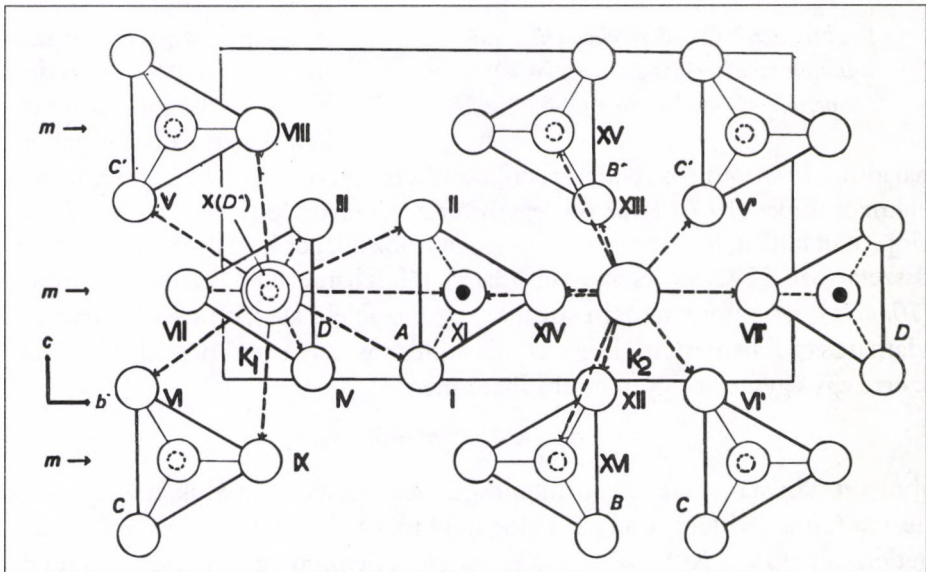 m → VIII XV
C' B'' C'
V X(D'') XIII V''
III II
m →
VII D A XI XIV VII'
D
K₁ K₂
c
b
VI IV I XII VI'
m → IX XVI
C B C